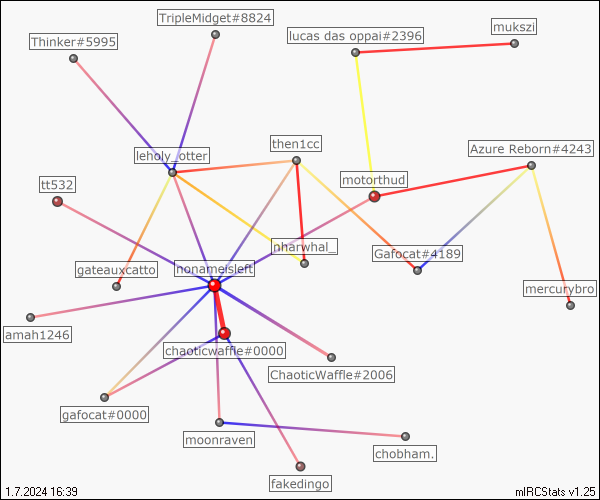 TripleMidget#8824
Thinker#5995
lucas das oppai#2396
mukszi
then1cc
leholy_otter
Azure Reborn#4243
tt532
motorthud
nharwhal_
Gafocat#4189
gateauxcatto
nonameisleft
mercurybro
amah1246
chaoticwaffle#0000
ChaoticWaffle#2006
gafocat#0000
moonraven
chobham.
fakedingo
1.7.2024 16:39
mIRCStats v1.25